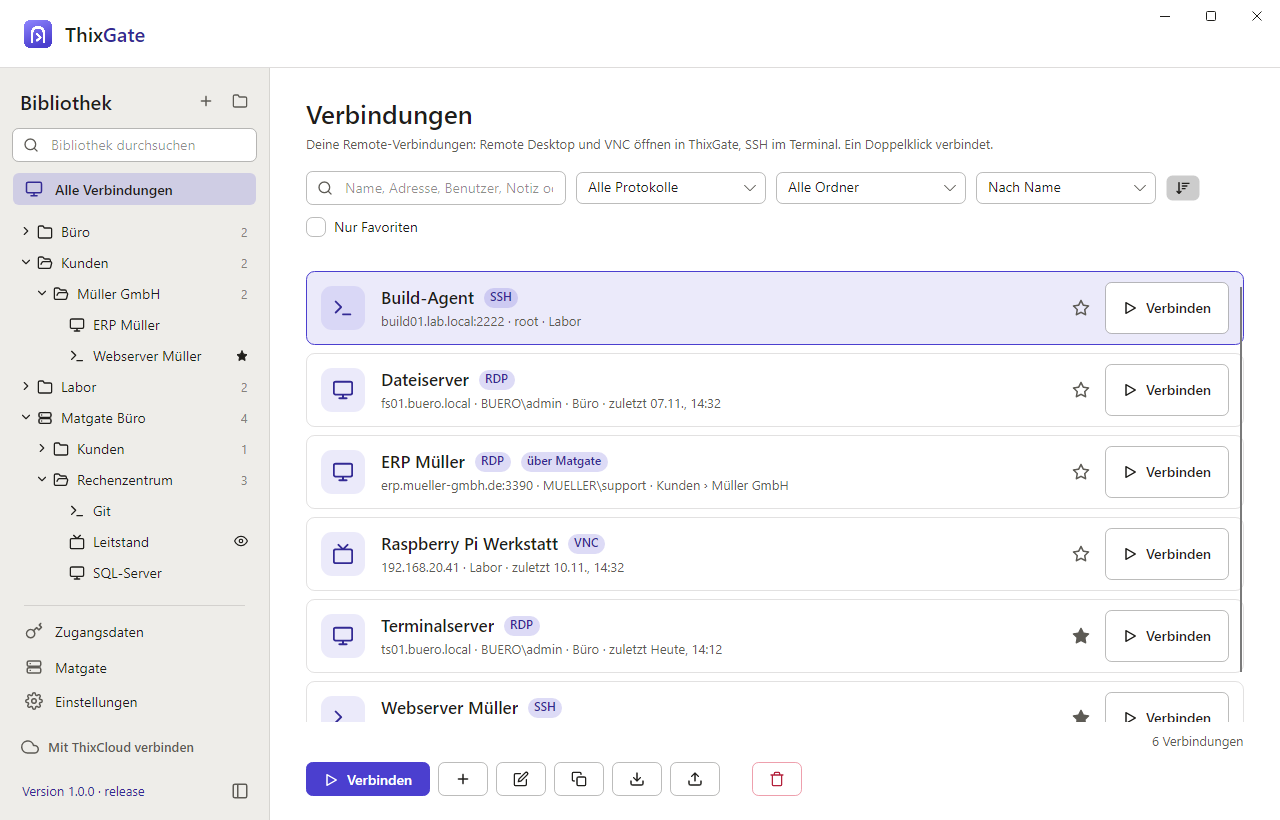 ThixGate
Bibliothek
Bibliothek durchsuchen
Alle Verbindungen
Büro 2
Kunden 2
Müller GmbH 2
ERP Müller
Webserver Müller
Labor 2
Matgate Büro 4
Kunden 1
Rechenzentrum 3
Git
Leitstand
SQL-Server
Zugangsdaten
Matgate
Einstellungen
Mit ThixCloud verbinden
Version 1.0.0 · release
Verbindungen
Deine Remote-Verbindungen: Remote Desktop und VNC öffnen in ThixGate, SSH im Terminal. Ein Doppelklick verbindet.
Name, Adresse, Benutzer, Notiz oc
Alle Protokolle
Alle Ordner
Nach Name
Nur Favoriten
Build-Agent SSH
build01.lab.local:2222 · root · Labor
Verbinden
Dateiserver RDP
fs01.buero.local · BUERO\admin · Büro · zuletzt 07.11., 14:32
Verbinden
ERP Müller RDP über Matgate
erp.mueller-gmbh.de:3390 · MUELLER\support · Kunden › Müller GmbH
Verbinden
Raspberry Pi Werkstatt VNC
192.168.20.41 · Labor · zuletzt 10.11., 14:32
Verbinden
Terminalserver RDP
ts01.buero.local · BUERO\admin · Büro · zuletzt Heute, 14:12
Verbinden
Webserver Müller SSH
Verbinden
6 Verbindungen
Verbinden